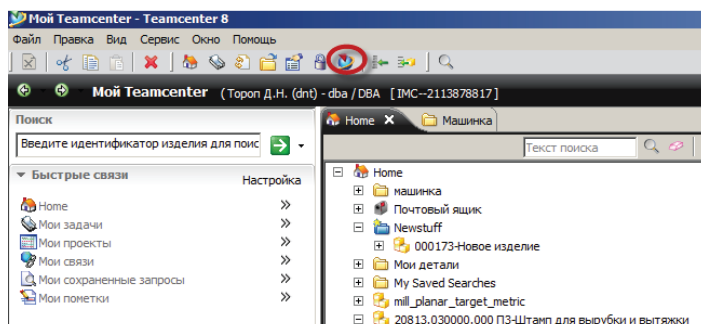 Мой Teamcenter - Teamcenter 8
Файл Правка Вид Сервис Окно Помощь
Мой Teamcenter (Тороп Д.Н. (dnt) - dba / DBA [IMC--2113878817]
Поиск
Введите идентификатор изделия для поис
Быстрые связи
Настройка
Home
Мои задачи
Мои проекты
Мои связи
Мои сохраненные запросы
Мои пометки
Home Машинка
Текст поиска
Home
машинка
Почтовый ящик
Newstuff
000173-Новое изделие
Мои детали
My Saved Searches
mill_planar_target_metric
20813.030000.000 ПЗ-Штамп для вырубки и вытяжки